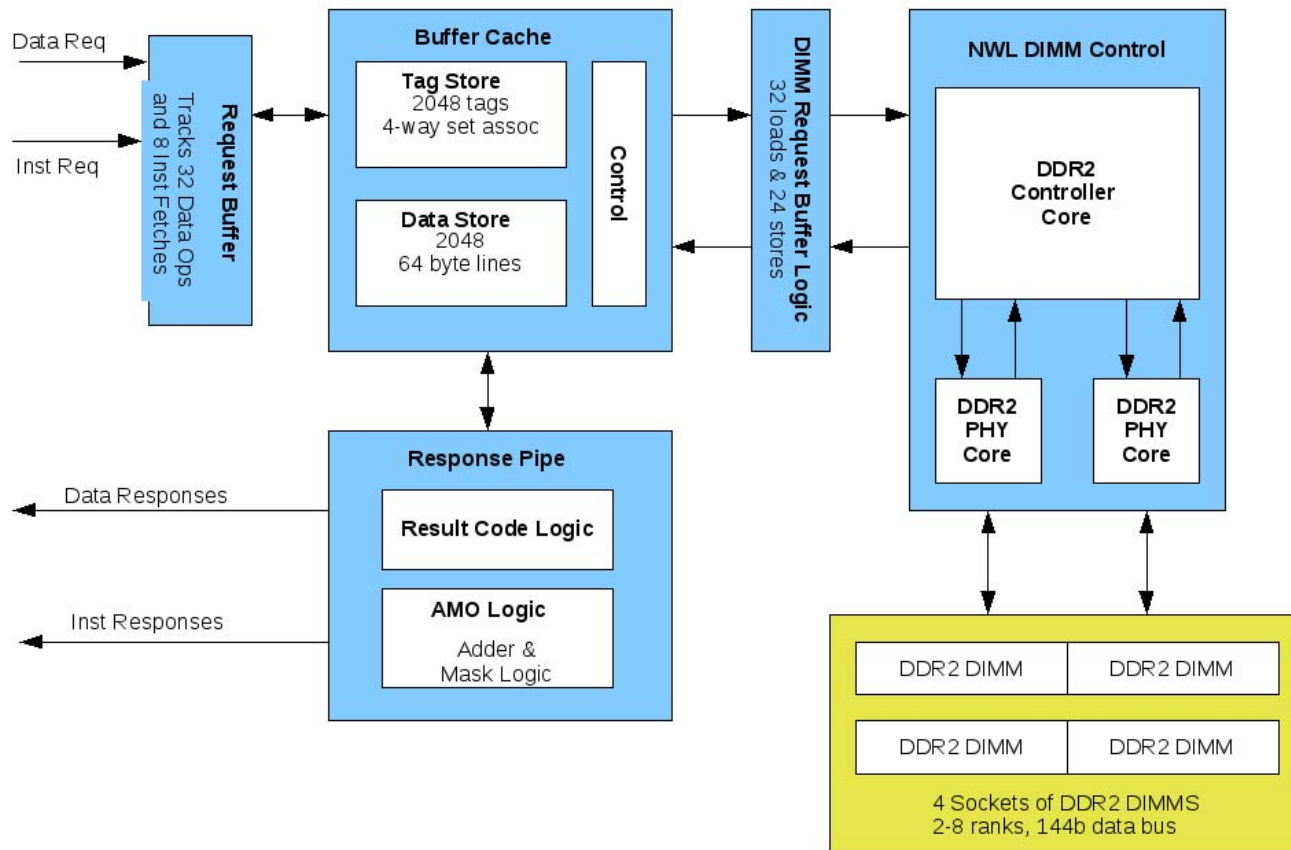 Data Req
Inst Req
Request Buffer
Tracks 32 Data Ops
and 8 Inst Fetches
Buffer Cache
Tag Store
2048 tags
4-way set assoc
Data Store
2048
64 byte lines
Control
DIMM Request Buffer Logic
32 loads & 24 stores
NWL DIMM Control
DDR2
Controller
Core
DDR2
PHY
Core
DDR2
PHY
Core
Response Pipe
Result Code Logic
AMO Logic
Adder &
Mask Logic
Data Responses
Inst Responses
DDR2 DIMM
DDR2 DIMM
DDR2 DIMM
DDR2 DIMM
4 Sockets of DDR2 DIMMS
2-8 ranks, 144b data bus